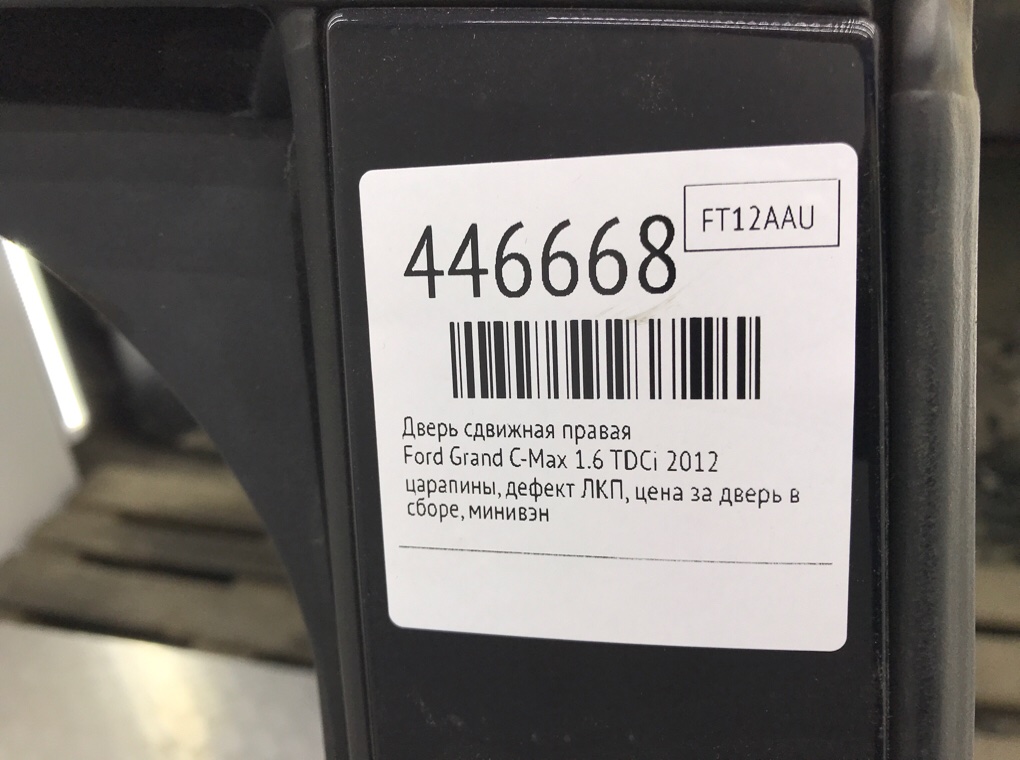 446668
FT12AAU
Дверь сдвижная правая
Ford Grand C-Max 1.6 TDCi 2012
царапины, дефект ЛКП, цена за дверь в
сборе, минивэн